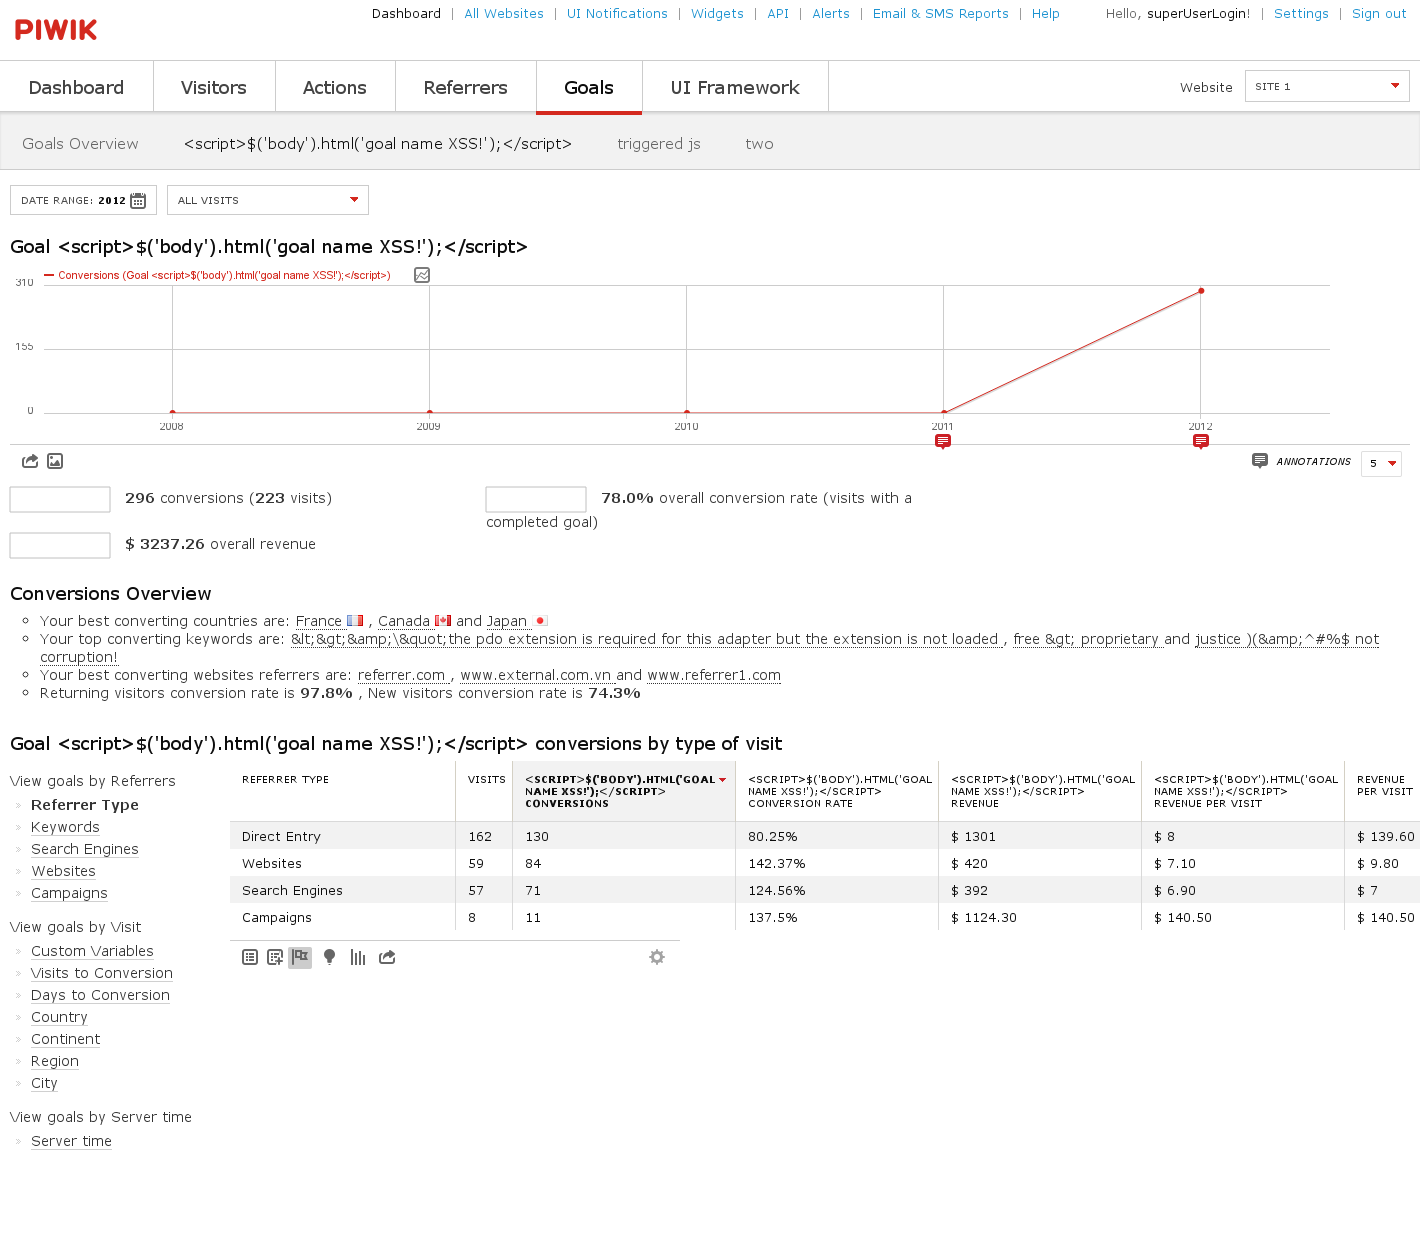 PIWIK
Dashboard | All Websites | UI Notifications | Widgets | API | Alerts | Email & SMS Reports | Help
Hello, superUserLogin! | Settings | Sign out
Dashboard Visitors Actions Referrers Goals UI Framework
Website SITE 1
Goals Overview <script>$('body').html('goal name XSS!');</script> triggered js two
DATE RANGE: 2012 ALL VISITS
Goal <script>$('body').html('goal name XSS!');</script>
Conversions (Goal <script>$('body').html('goal name XSS!');</script>)
310
155
0
2008 2009 2010 2011 2012
ANNOTATIONS 5
296 conversions (223 visits)
78.0% overall conversion rate (visits with a
completed goal)
$ 3237.26 overall revenue
Conversions Overview
Your best converting countries are: France , Canada and Japan
Your top converting keywords are: &lt;&gt;&amp;\&quot;the pdo extension is required for this adapter but the extension is not loaded , free &gt; proprietary and justice )(&amp;^#%$ not
corruption!
Your best converting websites referrers are: referrer.com , www.external.com.vn and www.referrer1.com
Returning visitors conversion rate is 97.8% , New visitors conversion rate is 74.3%
Goal <script>$('body').html('goal name XSS!');</script> conversions by type of visit
View goals by Referrers
» Referrer Type
» Keywords
» Search Engines
» Websites
» Campaigns
View goals by Visit
» Custom Variables
» Visits to Conversion
» Days to Conversion
» Country
» Continent
» Region
» City
View goals by Server time
» Server time
REFERRER TYPE
VISITS
<SCRIPT>$('BODY').HTML('GOAL
NAME XSS!');</SCRIPT>
CONVERSIONS
<SCRIPT>$('BODY').HTML('GOAL
NAME XSS!');</SCRIPT>
CONVERSION RATE
<SCRIPT>$('BODY').HTML('GOAL
NAME XSS!');</SCRIPT>
REVENUE
<SCRIPT>$('BODY').HTML('GOAL
NAME XSS!');</SCRIPT>
REVENUE PER VISIT
REVENUE
PER VISIT
Direct Entry 162 130 80.25% $ 1301 $ 8 $ 139.60
Websites 59 84 142.37% $ 420 $ 7.10 $ 9.80
Search Engines 57 71 124.56% $ 392 $ 6.90 $ 7
Campaigns 8 11 137.5% $ 1124.30 $ 140.50 $ 140.50